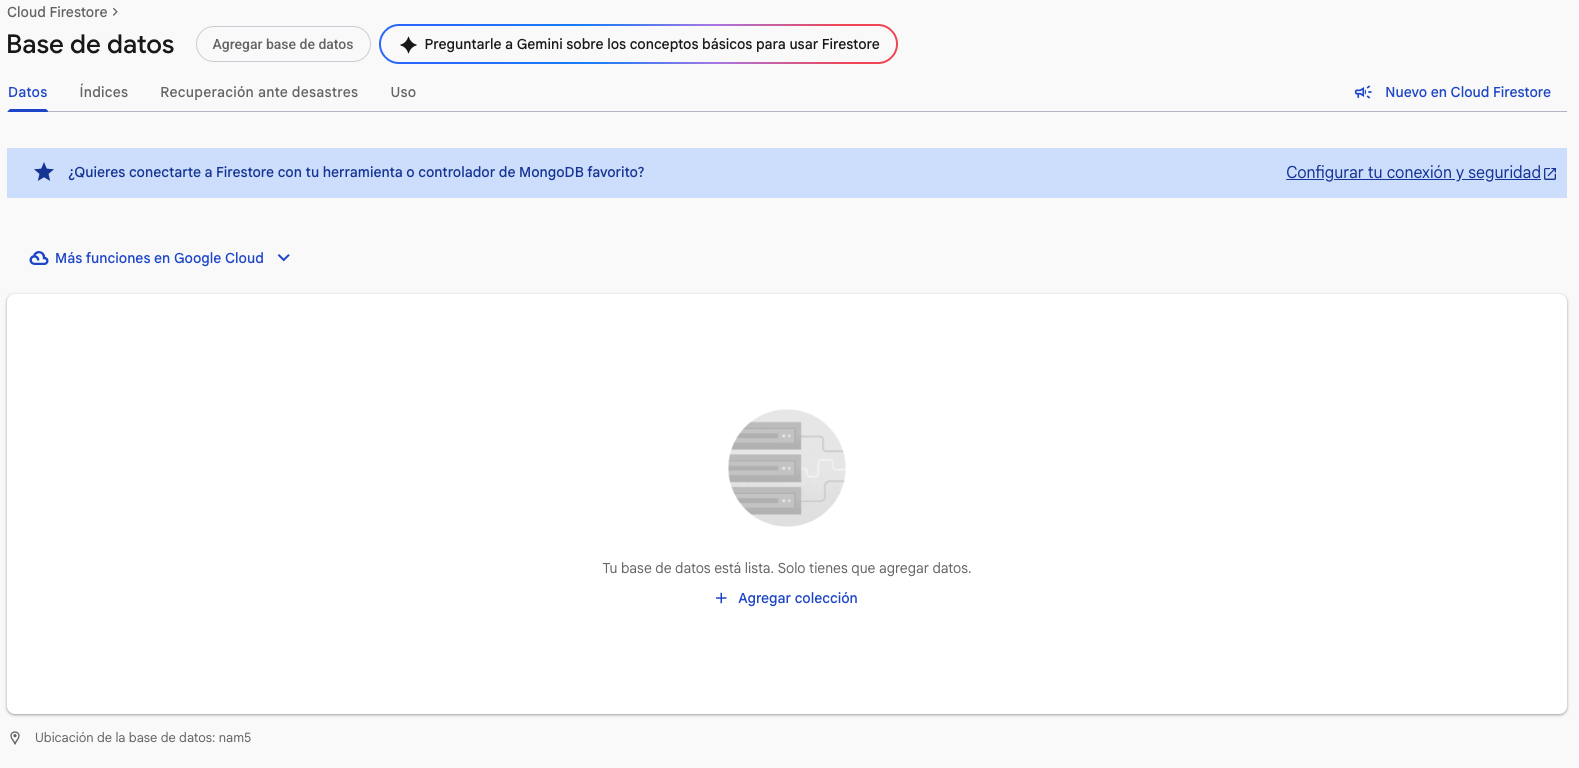 Cloud Firestore
Base de datos
Agregar base de datos
Preguntarle a Gemini sobre los conceptos básicos para usar Firestore
Datos
Índices
Recuperación ante desastres
Uso
Nuevo en Cloud Firestore
¿Quieres conectarte a Firestore con tu herramienta o controlador de MongoDB favorito?
Configurar tu conexión y seguridad
Más funciones en Google Cloud
Tu base de datos está lista. Solo tienes que agregar datos.
Agregar colección
Ubicación de la base de datos: nam5